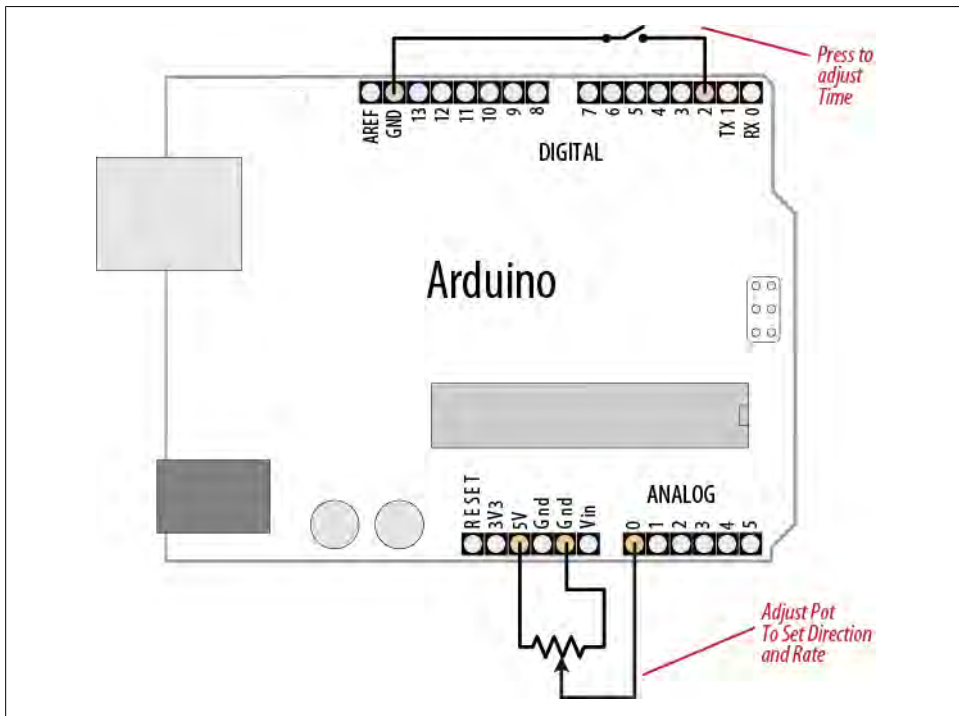 Press to
adjust
Time
AREF
GND
13
12
11
10
9
8
7
6
5
4
3
2
TX 1
RX 0
DIGITAL
Arduino
RESET
3V3
5V
Gnd
Gnd
Vin
ANALOG
0
1
2
3
4
5
Adjust Pot
To Set Direction
and Rate